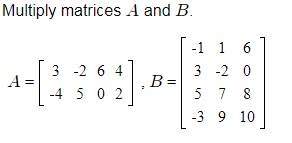 Multiply matrices A and B.
A = [ 3 -2 6 4 ; -4 5 0 2 ] , B = [ -1 1 6 ; 3 -2 0 ; 5 7 8 ; -3 9 10 ]